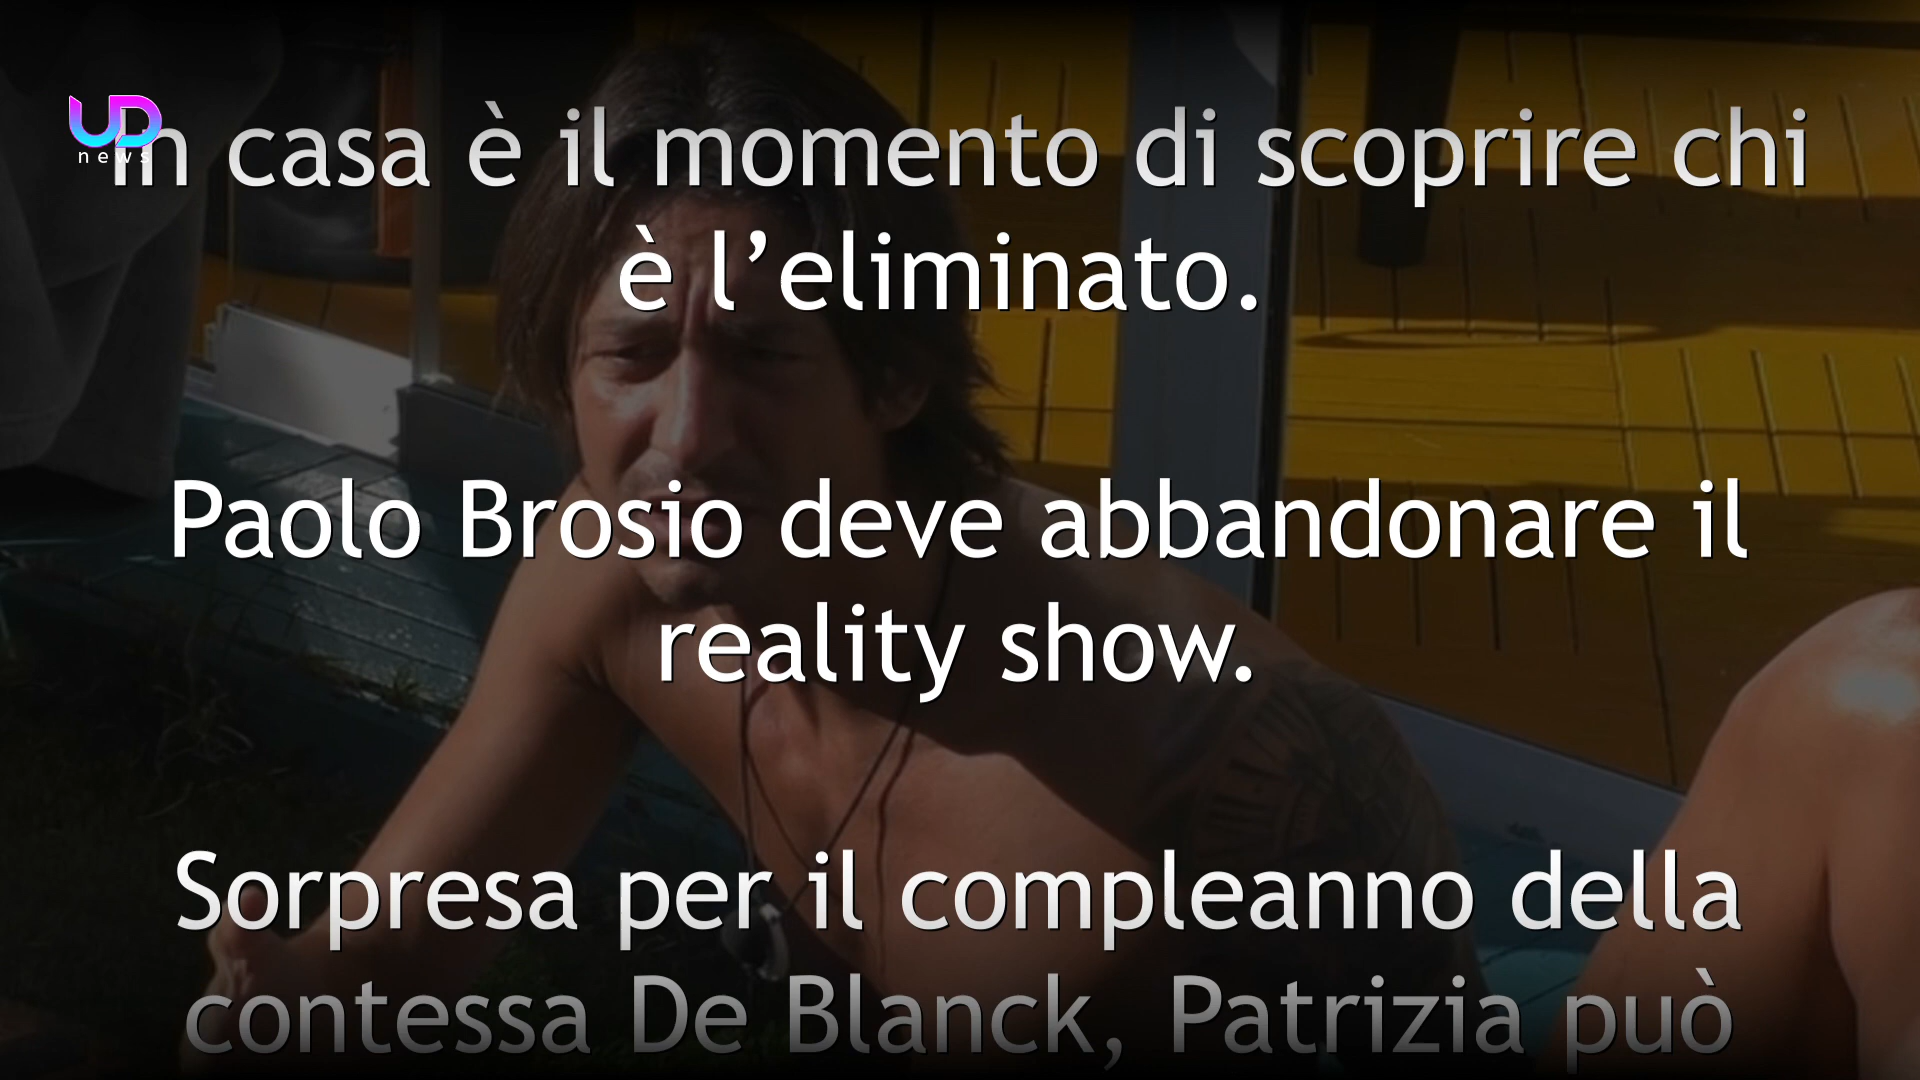 UD
news
In casa è il momento di scoprire chi
è l’eliminato.
Paolo Brosio deve abbandonare il
reality show.
Sorpresa per il compleanno della
contessa De Blanck, Patrizia può